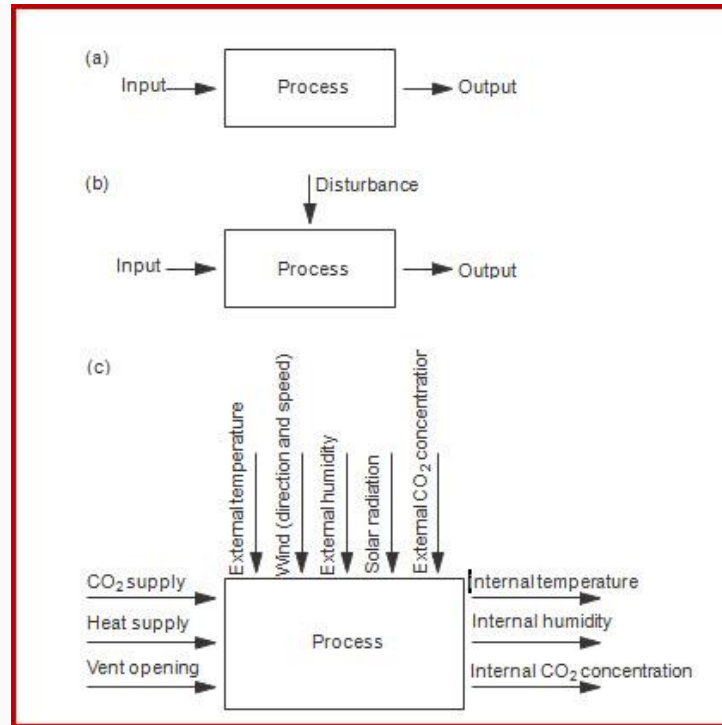 (a)
Input
Process
Output
(b)
Disturbance
Input
Process
Output
(c)
External temperature
Wind (direction and speed)
External humidity
Solar radiation
External CO₂ concentration
CO₂ supply
Heat supply
Vent opening
Process
Internal temperature
Internal humidity
Internal CO₂ concentration